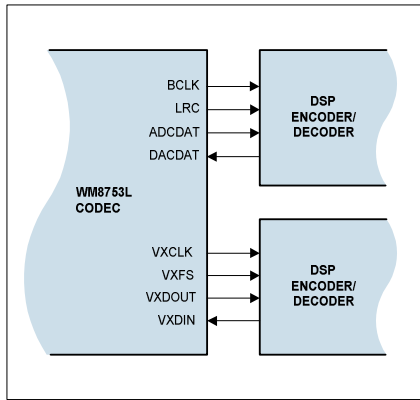 BCLK
LRC
ADCDAT
DACDAT
DSP
ENCODER/
DECODER
WM8753L
CODEC
VXCLK
VXFS
VXDOUT
VXDIN
DSP
ENCODER/
DECODER